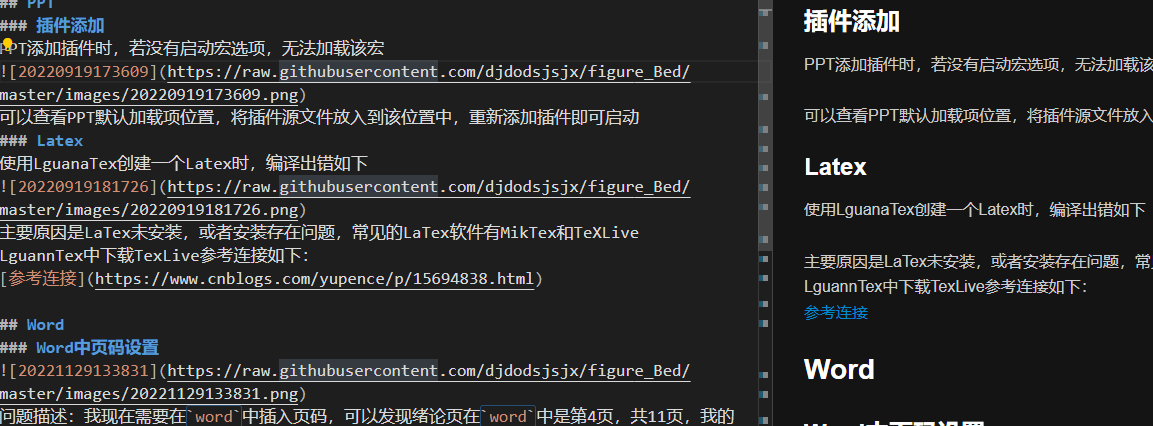 ## PPT
### 插件添加
PPT添加插件时，若没有启动宏选项，无法加载该宏
![20220919173609](https://raw.githubusercontent.com/djdodsjsjx/figure_Bed/
master/images/20220919173609.png)
可以查看PPT默认加载项位置，将插件源文件放入到该位置中，重新添加插件即可启动
### Latex
使用LguanaTex创建一个Latex时，编译出错如下
![20220919181726](https://raw.githubusercontent.com/djdodsjsjx/figure_Bed/
master/images/20220919181726.png)
主要原因是LaTex未安装，或者安装存在问题，常见的LaTex软件有MikTex和TeXLive
LguannTex中下载TexLive参考连接如下：
[参考连接](https://www.cnblogs.com/yupence/p/15694838.html)
## Word
### Word中页码设置
![20221129133831](https://raw.githubusercontent.com/djdodsjsjx/figure_Bed/
master/images/20221129133831.png)
问题描述：我现在需要在`word`中插入页码，可以发现绪论页在`word`中是第4页，共11页，我的
插件添加
PPT添加插件时，若没有启动宏选项，无法加载该
可以查看PPT默认加载项位置，将插件源文件放入
Latex
使用LguanaTex创建一个Latex时，编译出错如下
主要原因是LaTex未安装，或者安装存在问题，常
LguannTex中下载TexLive参考连接如下：
参考连接
Word
Word中页码设置